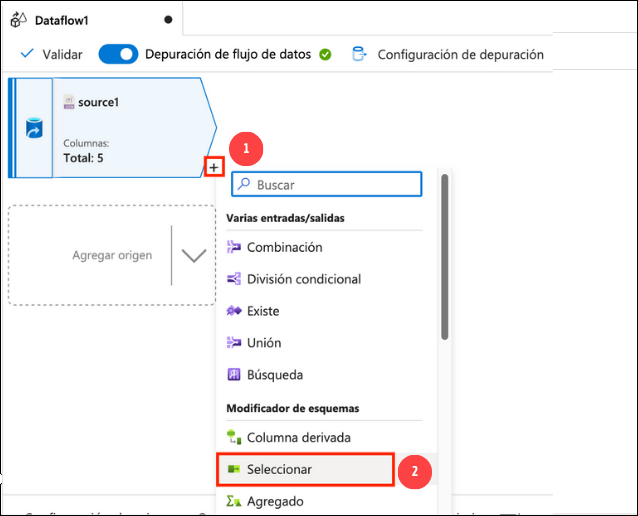 Dataflow1
Validar Depuración de flujo de datos Configuración de depuración
source1
Columnas:
Total: 5
+
1
Buscar
Varias entradas/salidas
Agregar origen
Combinación
División condicional
Existe
Unión
Búsqueda
Modificador de esquemas
Columna derivada
Seleccionar
2
Agregado